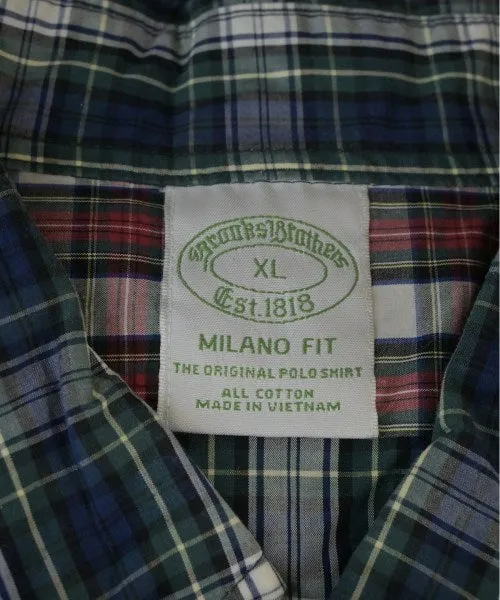 Brooks Brothers
XL
Est. 1818
MILANO FIT
THE ORIGINAL POLO SHIRT
ALL COTTON
MADE IN VIETNAM